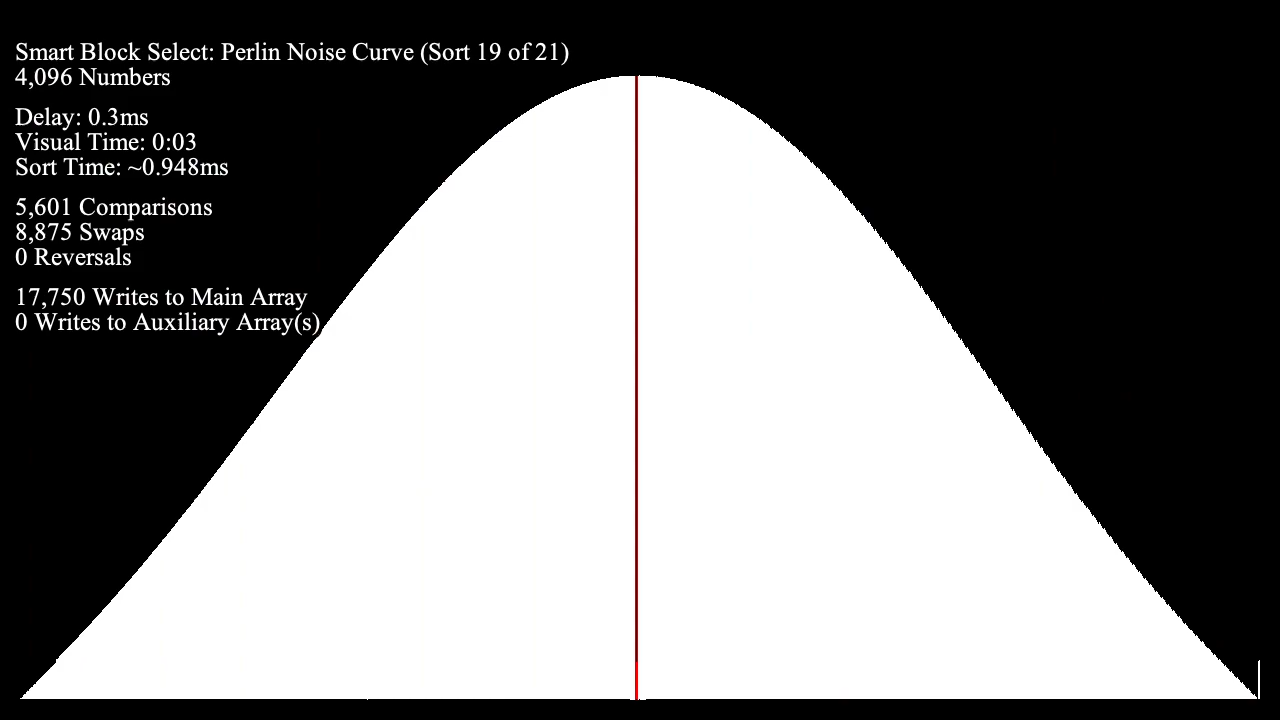 Smart Block Select: Perlin Noise Curve (Sort 19 of 21)
4,096 Numbers
Delay: 0.3ms
Visual Time: 0:03
Sort Time: ~0.948ms
5,601 Comparisons
8,875 Swaps
0 Reversals
17,750 Writes to Main Array
0 Writes to Auxiliary Array(s)